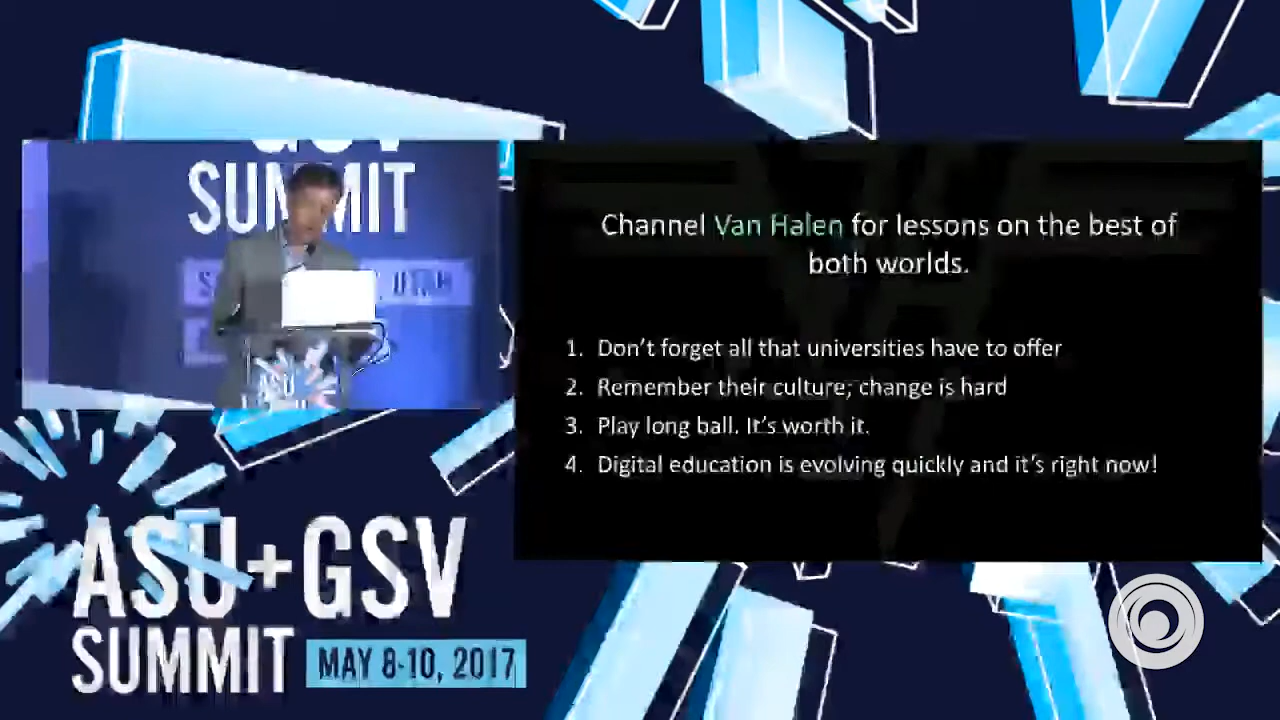 SUMMIT
ASU
Channel Van Halen for lessons on the best of
both worlds.
1. Don't forget all that universities have to offer
2. Remember their culture; change is hard
3. Play long ball. It's worth it.
4. Digital education is evolving quickly and it's right now!
ASU+GSV
SUMMIT
MAY 8-10, 2017